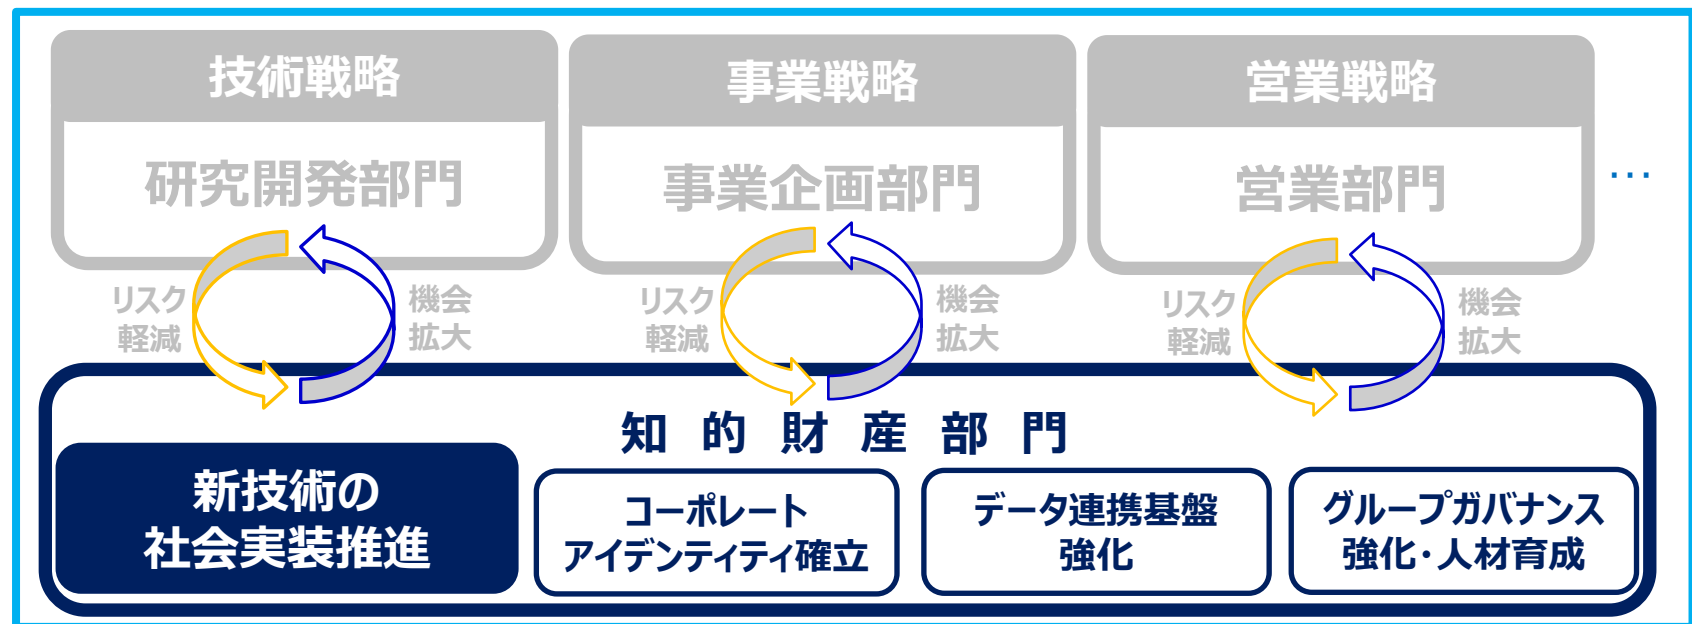 技術戦略
事業戦略
営業戦略
研究開発部門
事業企画部門
営業部門
…
リスク
軽減
機会
拡大
リスク
軽減
機会
拡大
リスク
軽減
機会
拡大
知的財産部門
新技術の
社会実装推進
コーポレート
アイデンティティ確立
データ連携基盤
強化
グループガバナンス
強化・人材育成